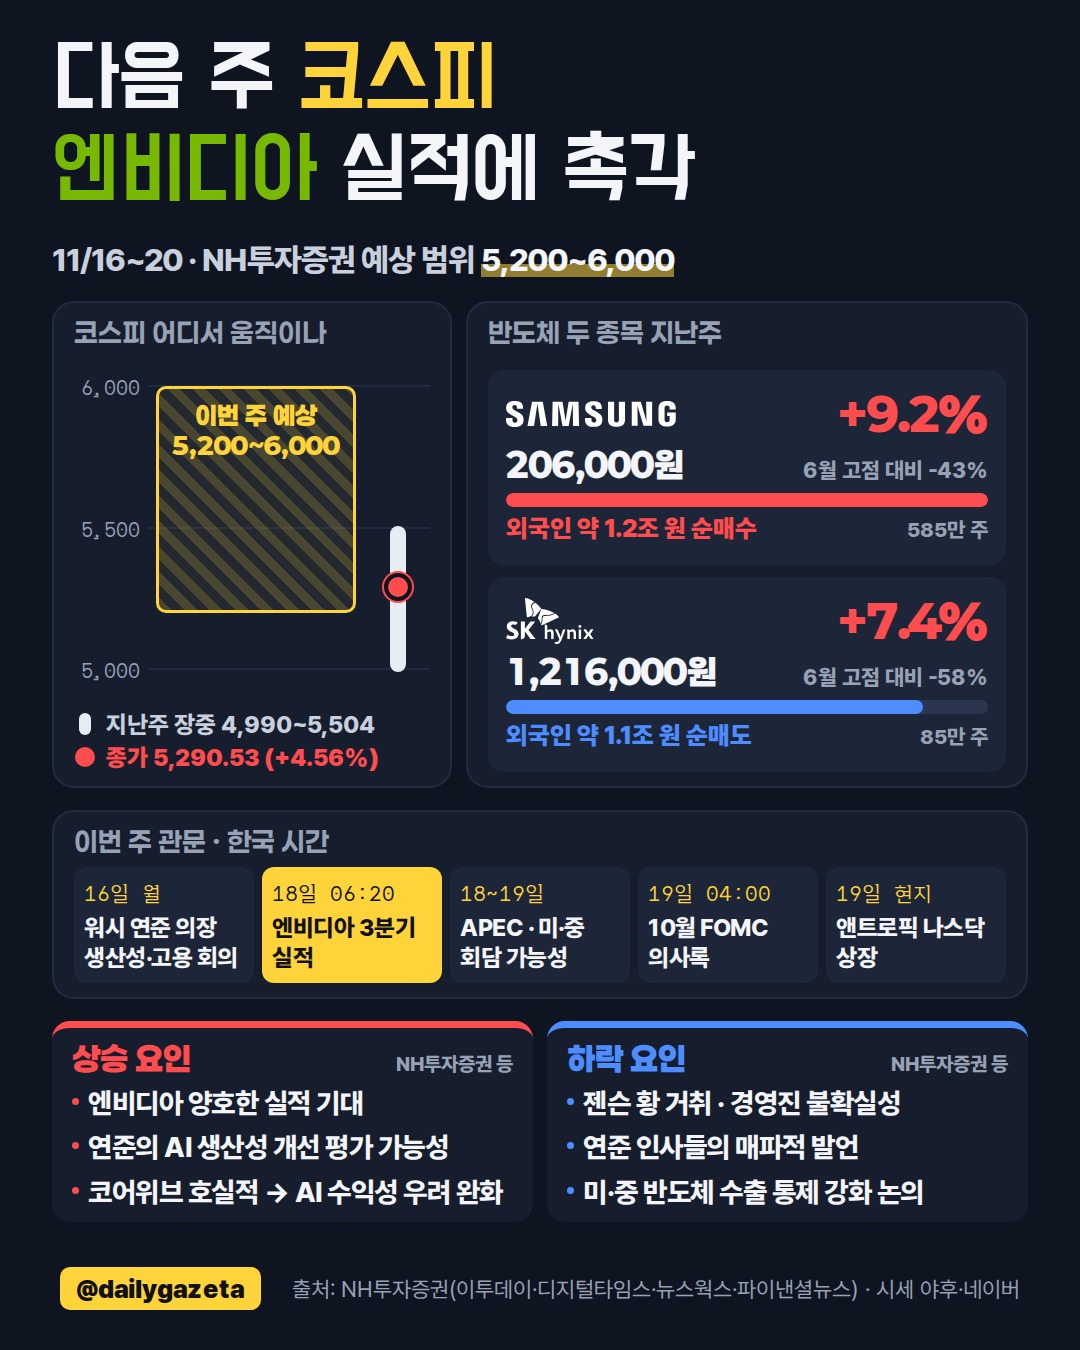 다음 주 코스피
엔비디아 실적에 촉각
11/16~20 · NH투자증권 예상 범위 5,200~6,000
코스피 어디서 움직이나
6,000
이번 주 예상
5,200~6,000
5,500
5,000
지난주 장중 4,990~5,504
종가 5,290.53 (+4.56%)
반도체 두 종목 지난주
SAMSUNG
+9.2%
206,000원
6월 고점 대비 -43%
외국인 약 1.2조 원 순매수
585만 주
SK hynix
+7.4%
1,216,000원
6월 고점 대비 -58%
외국인 약 1.1조 원 순매도
85만 주
이번 주 관문 · 한국 시간
16일 월
워시 연준 의장
생산성·고용 회의
18일 06:20
엔비디아 3분기
실적
18~19일
APEC · 미·중
회담 가능성
19일 04:00
10월 FOMC
의사록
19일 현지
앤트로픽 나스닥
상장
상승 요인
NH투자증권 등
• 엔비디아 양호한 실적 기대
• 연준의 AI 생산성 개선 평가 가능성
• 코어위브 호실적 → AI 수익성 우려 완화
하락 요인
NH투자증권 등
• 젠슨 황 거취 · 경영진 불확실성
• 연준 인사들의 매파적 발언
• 미·중 반도체 수출 통제 강화 논의
@dailygazeta
출처: NH투자증권(이투데이·디지털타임스·뉴스웍스·파이낸셜뉴스) · 시세 야후·네이버